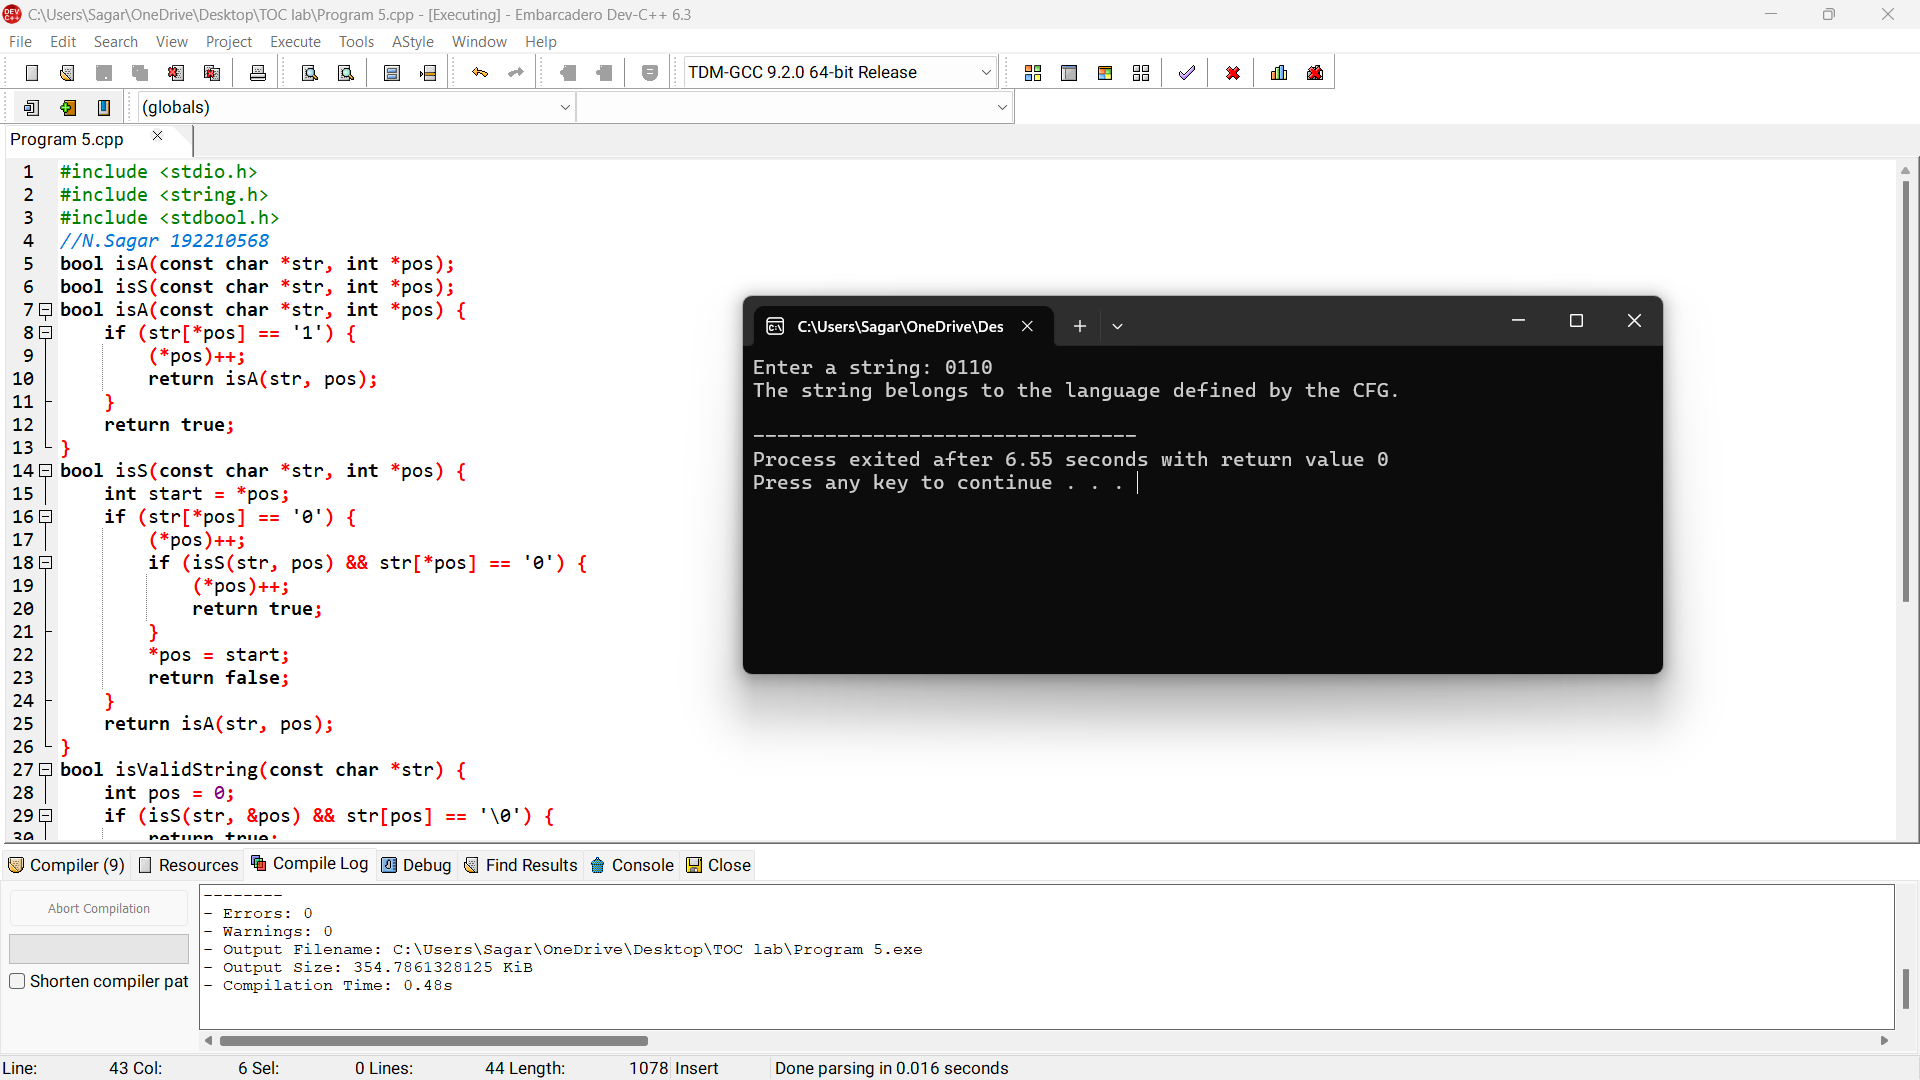 C:\Users\Sagar\OneDrive\Desktop\TOC lab\Program 5.cpp - [Executing] - Embarcadero Dev-C++ 6.3
File Edit Search View Project Execute Tools AStyle Window Help
TDM-GCC 9.2.0 64-bit Release
(globals)
Program 5.cpp
1 #include <stdio.h>
2 #include <string.h>
3 #include <stdbool.h>
4 //N.Sagar 192210568
5 bool isA(const char *str, int *pos);
6 bool isS(const char *str, int *pos);
7 bool isA(const char *str, int *pos) {
8 if (str[*pos] == '1') {
9 (*pos)++;
10 return isA(str, pos);
11 }
12 return true;
13 }
14 bool isS(const char *str, int *pos) {
15 int start = *pos;
16 if (str[*pos] == '0') {
17 (*pos)++;
18 if (isS(str, pos) && str[*pos] == '0') {
19 (*pos)++;
20 return true;
21 }
22 *pos = start;
23 return false;
24 }
25 return isA(str, pos);
26 }
27 bool isValidString(const char *str) {
28 int pos = 0;
29 if (isS(str, &pos) && str[pos] == '\0') {
30 return true;
C:\Users\Sagar\OneDrive\Des
Enter a string: 0110
The string belongs to the language defined by the CFG.
--------------------------------
Process exited after 6.55 seconds with return value 0
Press any key to continue . . .
Compiler (9) Resources Compile Log Debug Find Results Console Close
Abort Compilation
Shorten compiler pat
--------
- Errors: 0
- Warnings: 0
- Output Filename: C:\Users\Sagar\OneDrive\Desktop\TOC lab\Program 5.exe
- Output Size: 354.7861328125 KiB
- Compilation Time: 0.48s
Line: 43 Col: 6 Sel: 0 Lines: 44 Length: 1078 Insert Done parsing in 0.016 seconds